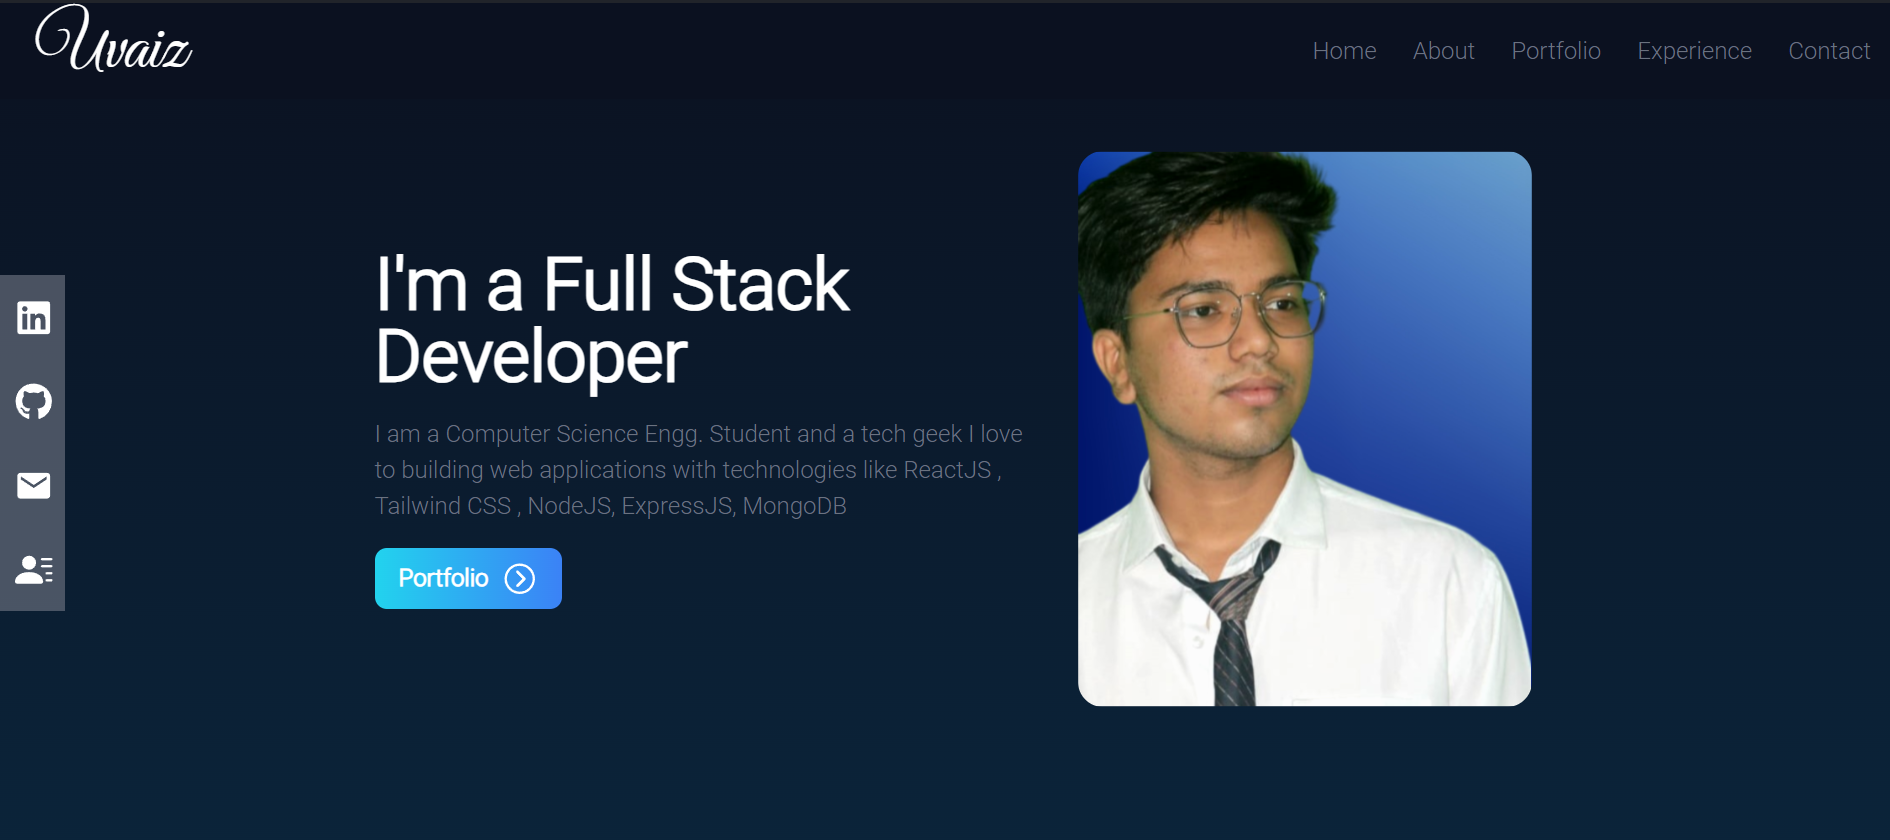 Uvaiz
Home About Portfolio Experience Contact
I'm a Full Stack
Developer
I am a Computer Science Engg. Student and a tech geek I love
to building web applications with technologies like ReactJS ,
Tailwind CSS , NodeJS, ExpressJS, MongoDB
Portfolio
in